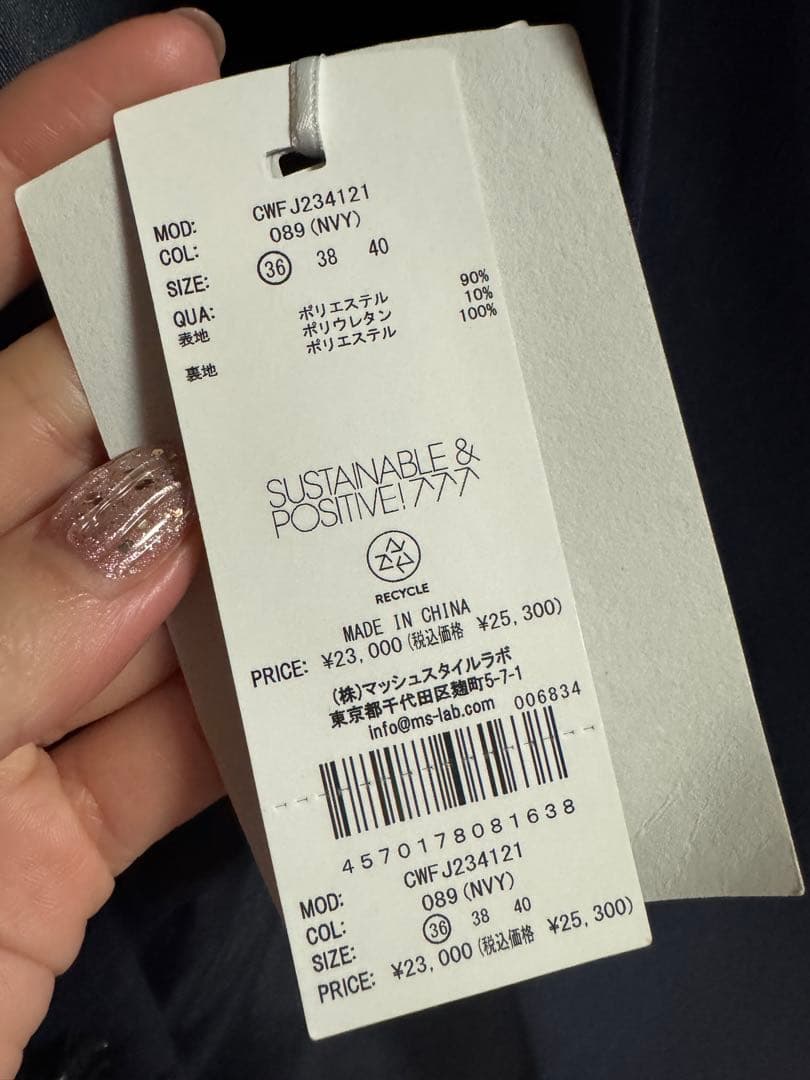 MOD: CWFJ234121
COL: 089(NVY)
SIZE: 36 38 40
QUA:
表地 ポリエステル 90%
ポリウレタン 10%
裏地 ポリエステル 100%
SUSTAINABLE &
POSITIVE!
RECYCLE
MADE IN CHINA
PRICE: ¥23,000(税込価格 ¥25,300)
(株)マッシュスタイルラボ
東京都千代田区麹町5-7-1
info@ms-lab.com 006834
4570178081638
MOD: CWFJ234121
COL: 089(NVY)
SIZE: 36 38 40
PRICE: ¥23,000(税込価格 ¥25,300)